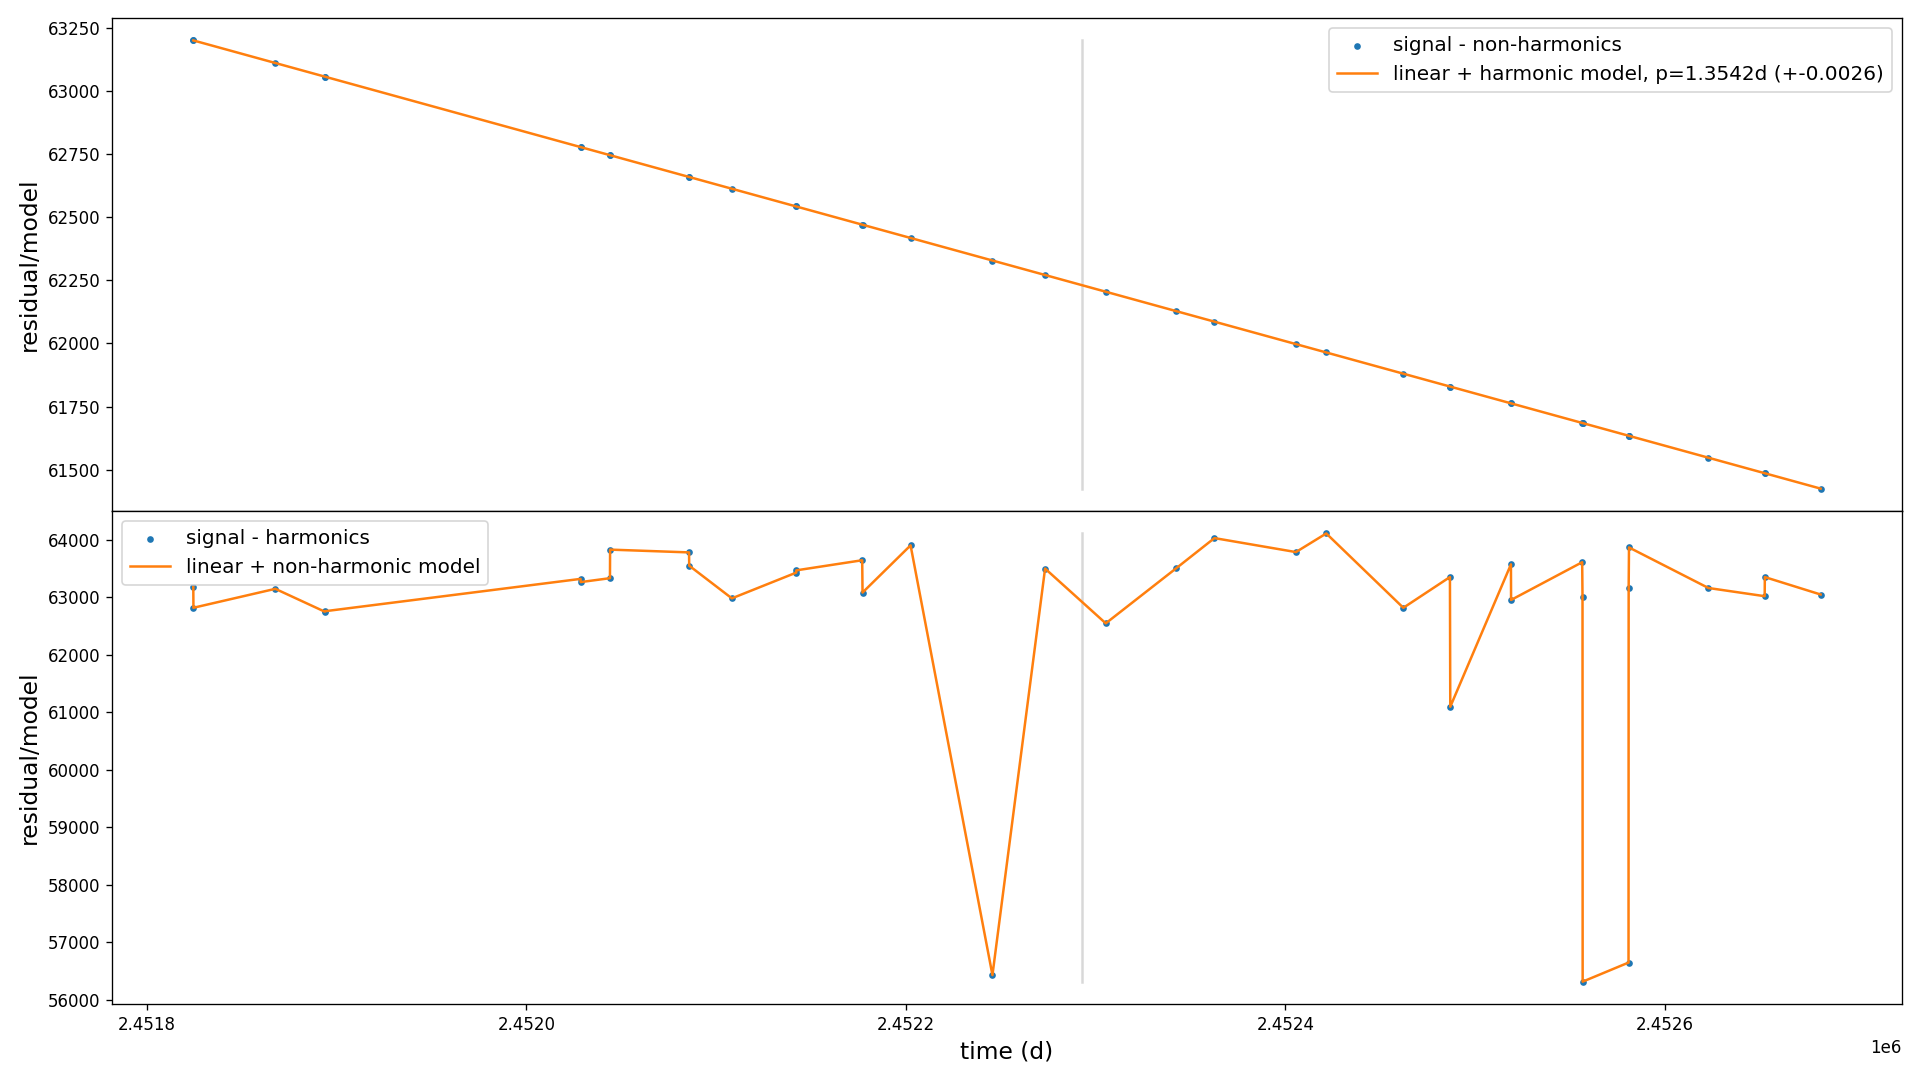 63250
63000
62750
62500
62250
62000
61750
61500
residual/model
signal - non-harmonics
linear + harmonic model, p=1.3542d (+-0.0026)
64000
63000
62000
61000
60000
59000
58000
57000
56000
residual/model
signal - harmonics
linear + non-harmonic model
2.4518 2.4520 2.4522 2.4524 2.4526
1e6
time (d)